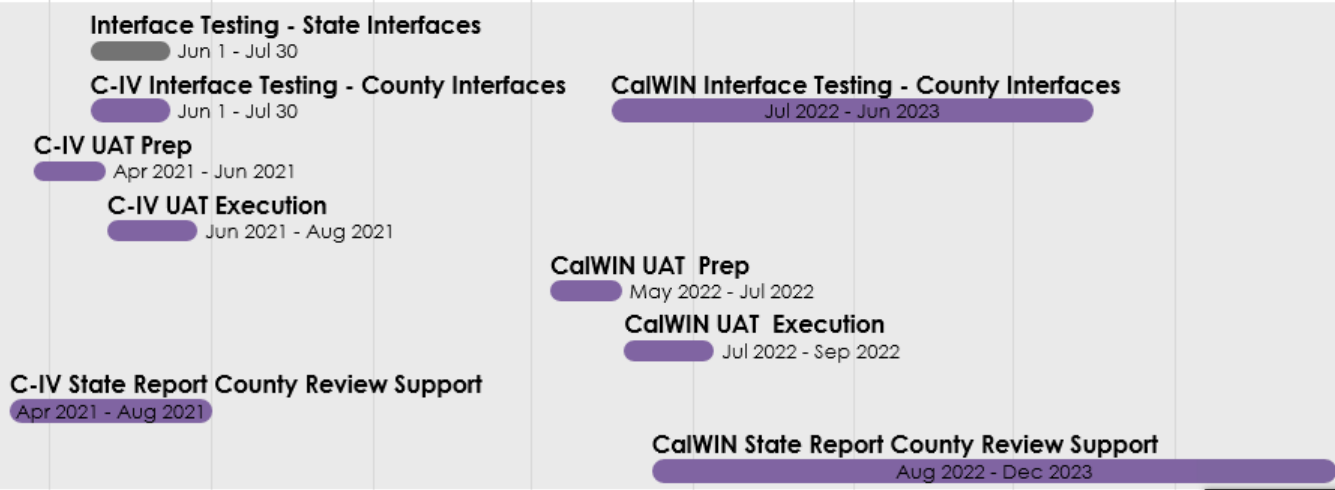 Interface Testing - State Interfaces
Jun 1 - Jul 30
C-IV Interface Testing - County Interfaces
Jun 1 - Jul 30
CalWIN Interface Testing - County Interfaces
Jul 2022 - Jun 2023
C-IV UAT Prep
Apr 2021 - Jun 2021
C-IV UAT Execution
Jun 2021 - Aug 2021
CalWIN UAT  Prep
May 2022 - Jul 2022
CalWIN UAT  Execution
Jul 2022 - Sep 2022
C-IV State Report County Review Support
Apr 2021 - Aug 2021
CalWIN State Report County Review Support
Aug 2022 - Dec 2023